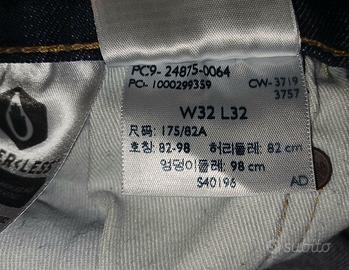 PC9- 24875-0064
PC: 1000299359
CW-3719
3757
W32 L32
尺码: 175/82A
호칭: 82-98 허리둘레: 82 cm
엉덩이둘레: 98 cm
S40196
AD
R<LESS
subito